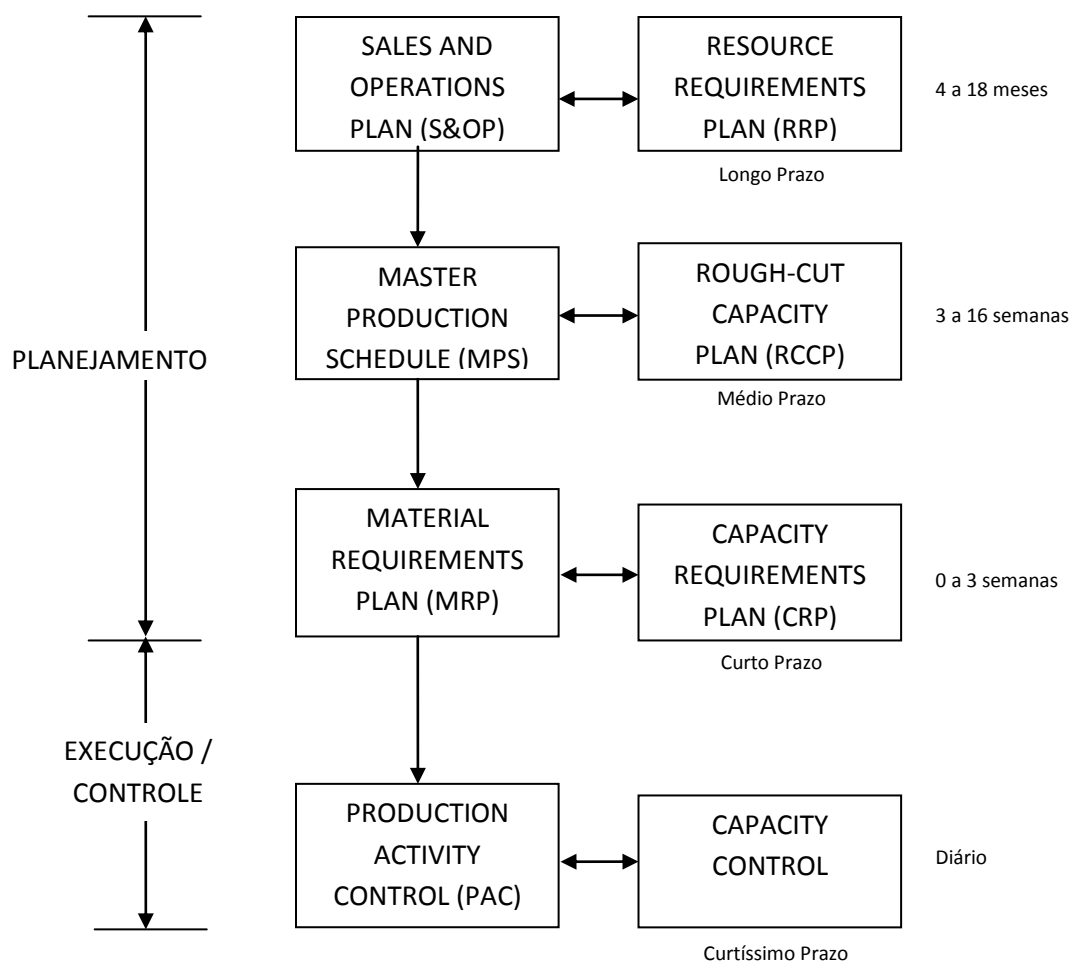 SALES AND
OPERATIONS
PLAN (S&OP)
RESOURCE
REQUIREMENTS
PLAN (RRP)
4 a 18 meses
Longo Prazo
MASTER
PRODUCTION
SCHEDULE (MPS)
ROUGH-CUT
CAPACITY
PLAN (RCCP)
3 a 16 semanas
PLANEJAMENTO
Médio Prazo
MATERIAL
REQUIREMENTS
PLAN (MRP)
CAPACITY
REQUIREMENTS
PLAN (CRP)
0 a 3 semanas
Curto Prazo
EXECUÇÃO /
CONTROLE
PRODUCTION
ACTIVITY
CONTROL (PAC)
CAPACITY
CONTROL
Diário
Curtíssimo Prazo